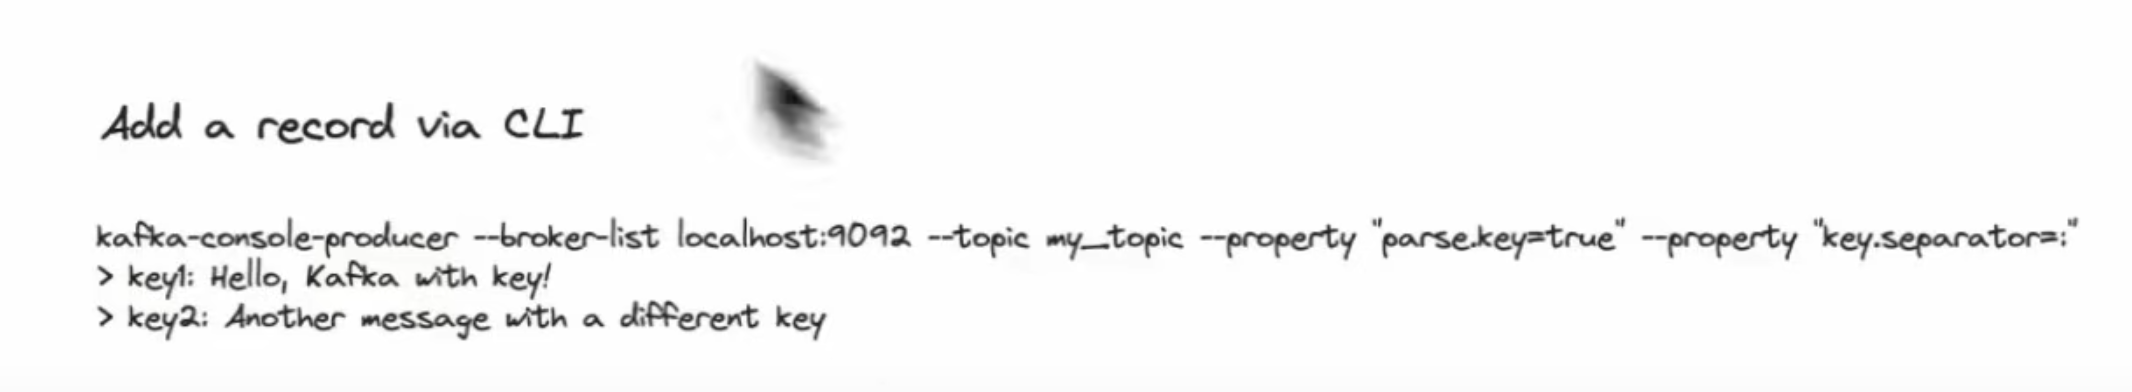 Add a record via CLI
kafka-console-producer --broker-list localhost:9092 --topic my_topic --property "parse.key=true" --property "key.separator=:"
> key1: Hello, Kafka with key!
> key2: Another message with a different key